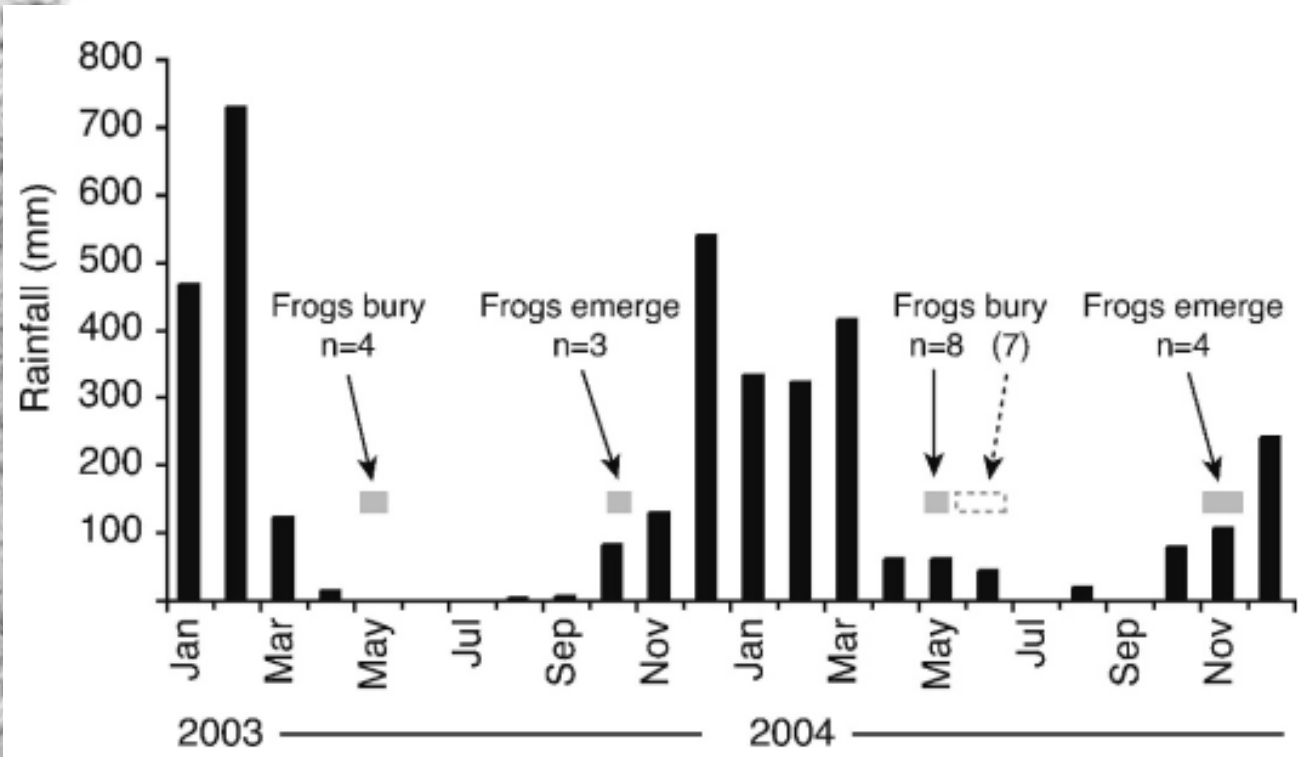 800
700
600
500
400
300
200
100
Rainfall (mm)
Frogs bury
n=4
Frogs emerge
n=3
Frogs bury
n=8 (7)
Frogs emerge
n=4
Jan
Mar
May
Jul
Sep
Nov
Jan
Mar
May
Jul
Sep
Nov
2003
2004